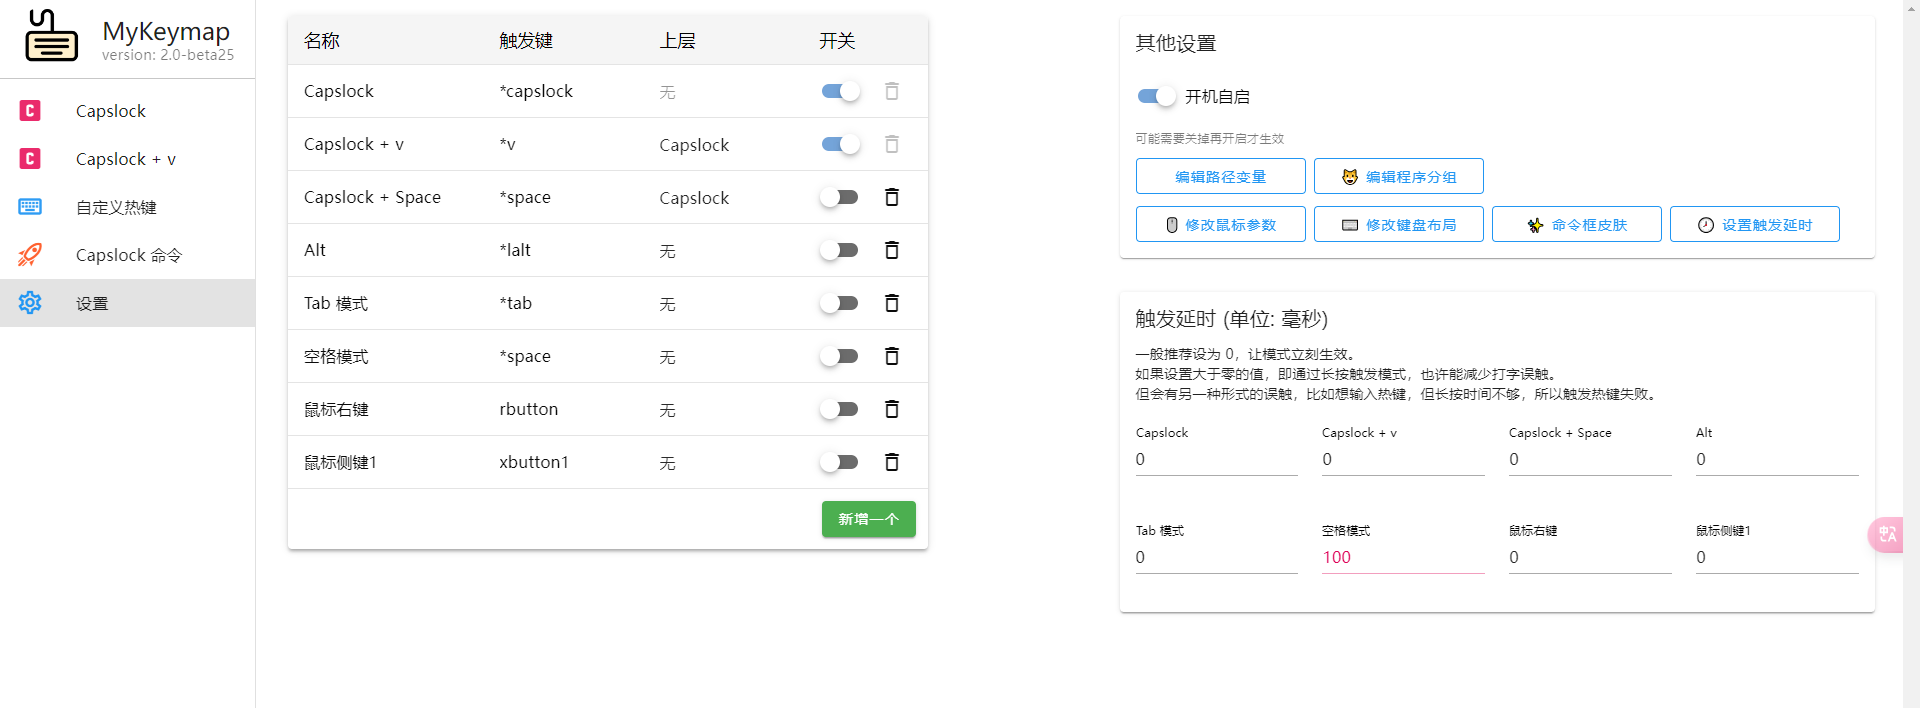 MyKeymap
version: 2.0-beta25
Capslock
Capslock + v
自定义热键
Capslock 命令
设置
名称 触发键 上层 开关
Capslock *capslock 无
Capslock + v *v Capslock
Capslock + Space *space Capslock
Alt *lalt 无
Tab 模式 *tab 无
空格模式 *space 无
鼠标右键 rbutton 无
鼠标侧键1 xbutton1 无
新增一个
其他设置
开机自启
可能需要关掉再开启才生效
编辑路径变量 编辑程序分组
修改鼠标参数 修改键盘布局 命令框皮肤 设置触发延时
触发延时 (单位: 毫秒)
一般推荐设为 0，让模式立刻生效。
如果设置大于零的值，即通过长按触发模式，也许能减少打字误触。
但会有另一种形式的误触，比如想输入热键，但长按时间不够，所以触发热键失败。
Capslock Capslock + v Capslock + Space Alt
0 0 0 0
Tab 模式 空格模式 鼠标右键 鼠标侧键1
0 100 0 0